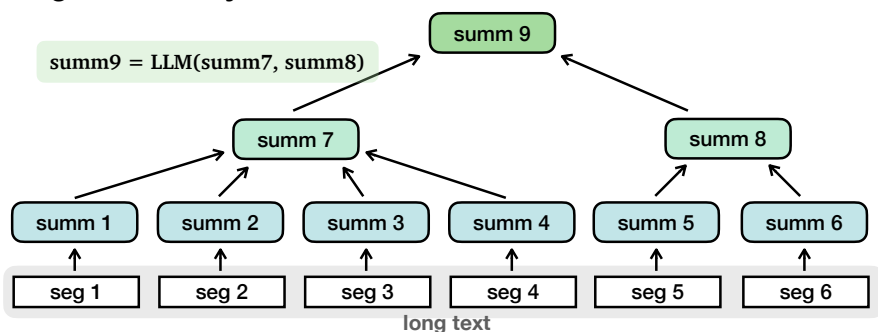 summ 9
summ9 = LLM(summ7, summ8)
summ 7
summ 8
summ 1
summ 2
summ 3
summ 4
summ 5
summ 6
seg 1
seg 2
seg 3
seg 4
seg 5
seg 6
long text